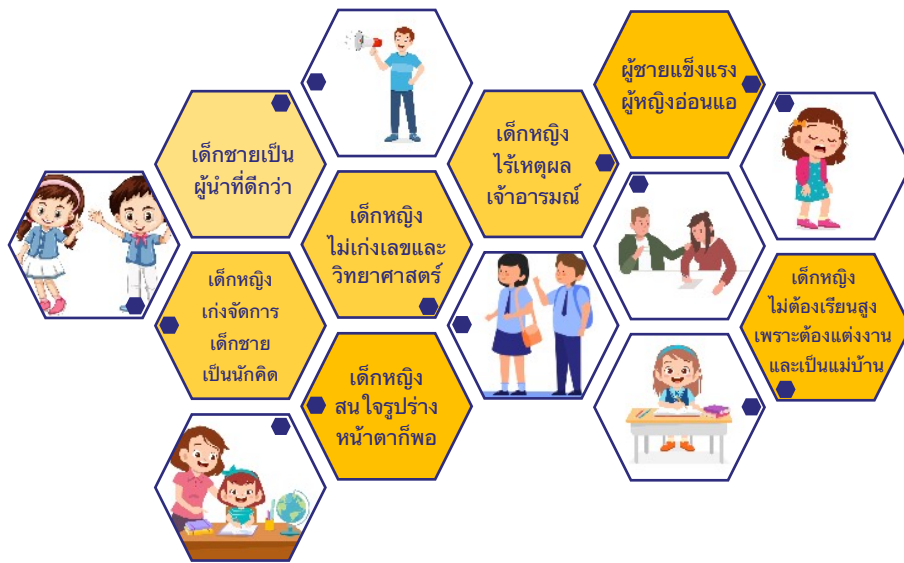 เด็กชายเป็น
ผู้นำที่ดีกว่า
เด็กหญิง
เก่งจัดการ
เด็กชาย
เป็นนักคิด
เด็กหญิง
ไม่เก่งเลขและ
วิทยาศาสตร์
เด็กหญิง
สนใจรูปร่าง
หน้าตาก็พอ
เด็กหญิง
ไร้เหตุผล
เจ้าอารมณ์
ผู้ชายแข็งแรง
ผู้หญิงอ่อนแอ
เด็กหญิง
ไม่ต้องเรียนสูง
เพราะต้องแต่งงาน
และเป็นแม่บ้าน